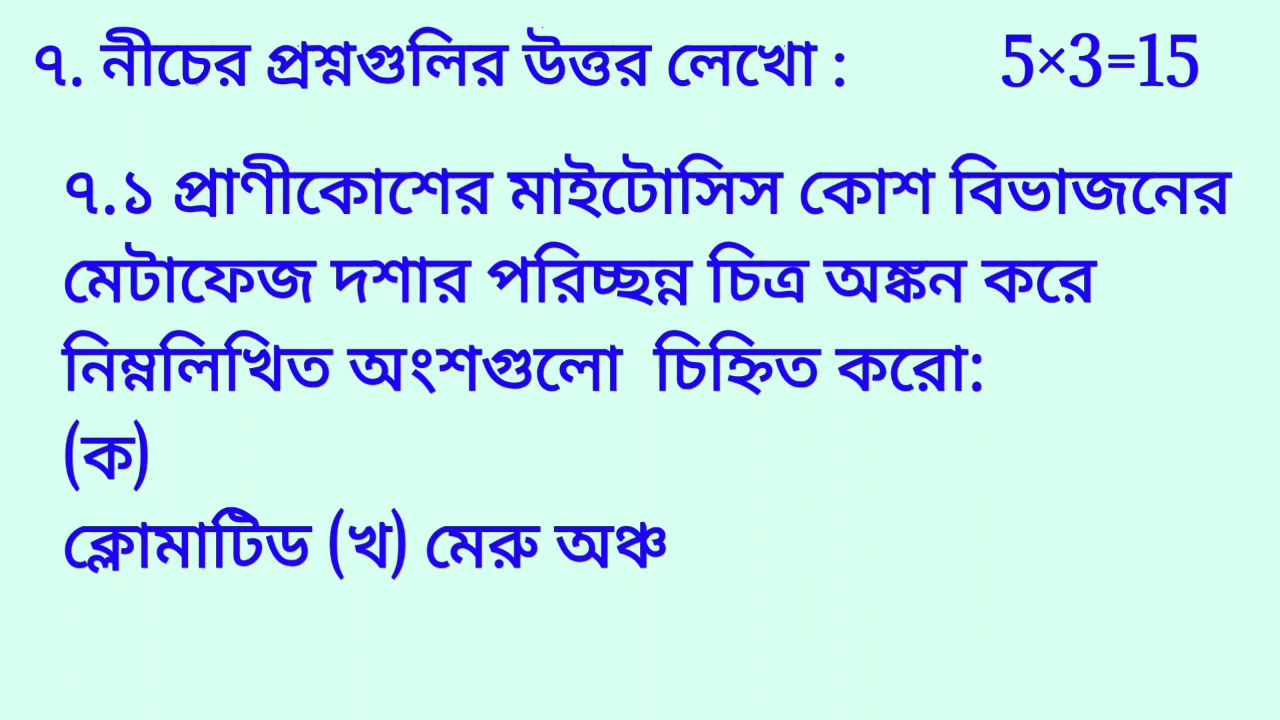 ৭. নীচের প্রশ্নগুলির উত্তর লেখো : 5×3=15
৭.১ প্রাণীকোশের মাইটোসিস কোশ বিভাজনের
মেটাফেজ দশার পরিচ্ছন্ন চিত্র অঙ্কন করে
নিম্নলিখিত অংশগুলো চিহ্নিত করো:
(ক)
ক্লোমাটিড (খ) মেরু অঞ্চ